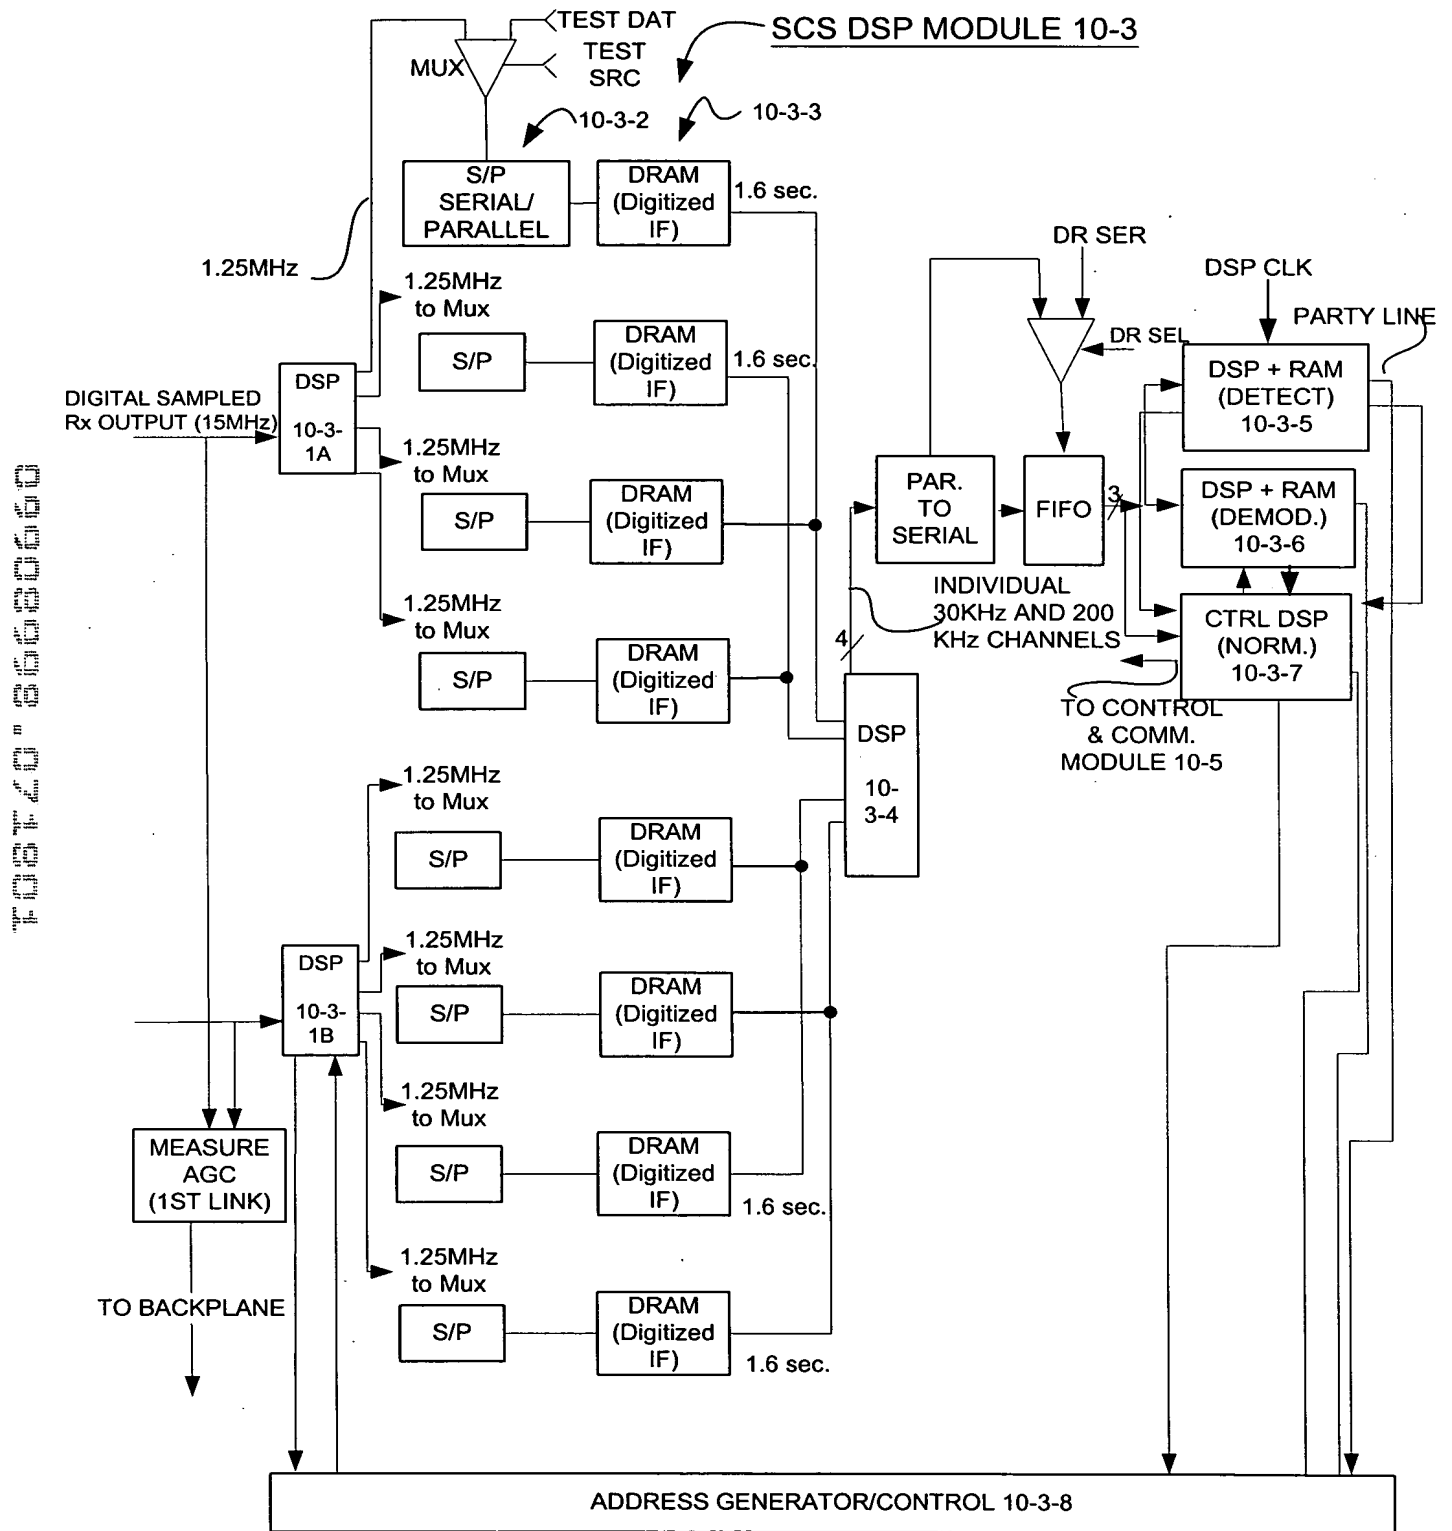 TEST DAT
SCS DSP MODULE 10-3
MUX
TEST
SRC
10-3-2
10-3-3
S/P
SERIAL/
PARALLEL
DRAM
(Digitized
IF)
1.6 sec.
1.25MHz
1.25MHz
to Mux
S/P
DRAM
(Digitized
IF)
1.6 sec.
DIGITAL SAMPLED
Rx OUTPUT (15MHz)
DSP
10-3-
1A
1.25MHz
to Mux
S/P
DRAM
(Digitized
IF)
1.25MHz
to Mux
S/P
DRAM
(Digitized
IF)
DR SER
DR SEL
DSP CLK
PARTY LINE
PAR.
TO
SERIAL
FIFO
3
DSP + RAM
(DETECT)
10-3-5
DSP + RAM
(DEMOD.)
10-3-6
CTRL DSP
(NORM.)
10-3-7
INDIVIDUAL
30KHz AND 200
KHz CHANNELS
4
TO CONTROL
& COMM.
MODULE 10-5
DSP
10-
3-4
1.25MHz
to Mux
S/P
DRAM
(Digitized
IF)
DSP
10-3-
1B
1.25MHz
to Mux
S/P
DRAM
(Digitized
IF)
1.25MHz
to Mux
S/P
DRAM
(Digitized
IF)
1.6 sec.
MEASURE
AGC
(1ST LINK)
1.25MHz
to Mux
S/P
DRAM
(Digitized
IF)
1.6 sec.
TO BACKPLANE
ADDRESS GENERATOR/CONTROL 10-3-8